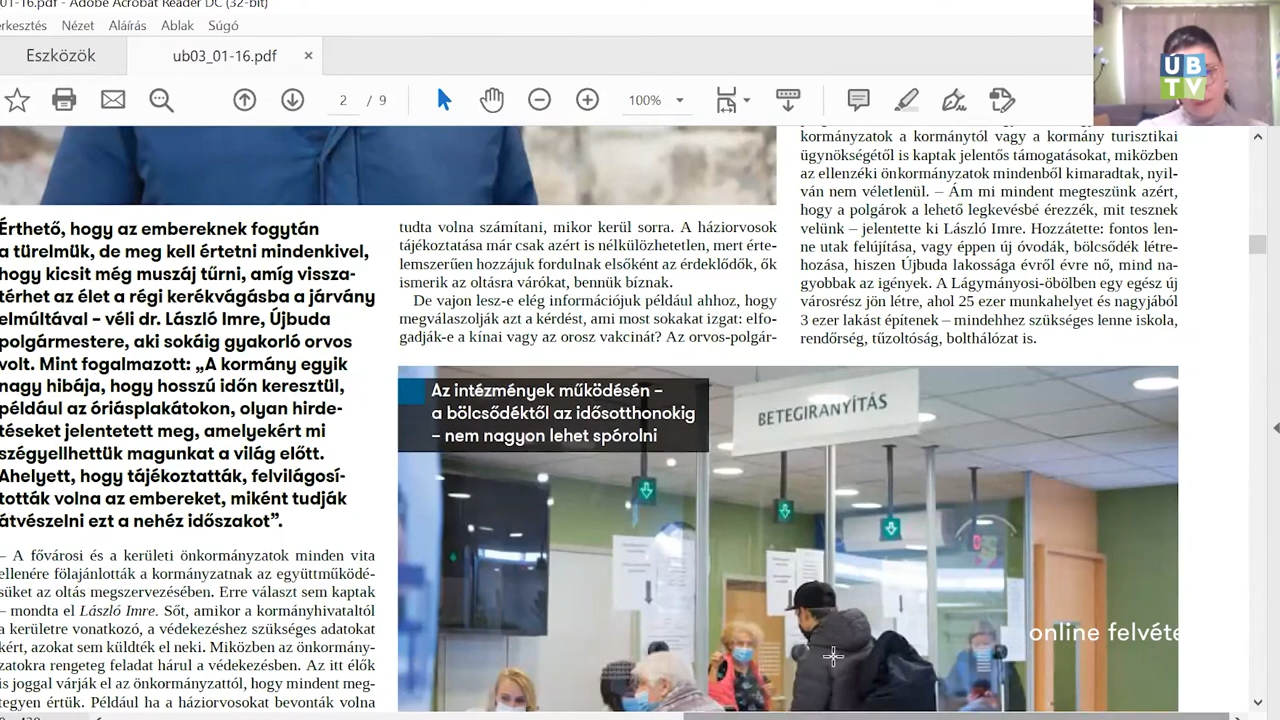 01-16.pdf - Adobe Acrobat Reader DC (32-bit)
erkesztés Nézet Aláírás Ablak Súgó
Eszközök
ub03_01-16.pdf ×
2 / 9
100%
ÚB
TV
Érthető, hogy az embereknek fogytán
a türelmük, de meg kell értetni mindenkivel,
hogy kicsit még muszáj tűrni, amíg vissza-
térhet az élet a régi kerékvágásba a járvány
elmúltával – véli dr. László Imre, Újbuda
polgármestere, aki sokáig gyakorló orvos
volt. Mint fogalmazott: „A kormány egyik
nagy hibája, hogy hosszú időn keresztül,
például az óriásplakátokon, olyan hirde-
téseket jelentetett meg, amelyekért mi
szégyellhettük magunkat a világ előtt.
Ahelyett, hogy tájékoztatták, felvilágosí-
tották volna az embereket, miként tudják
átvészelni ezt a nehéz időszakot”.
– A fővárosi és a kerületi önkormányzatok minden vita
ellenére fölajánlották a kormányzatnak az együttműködé-
süket az oltás megszervezésében. Erre választ sem kaptak
– mondta el László Imre. Sőt, amikor a kormányhivataltól
a kerületre vonatkozó, a védekezéshez szükséges adatokat
kért, azokat sem küldték el neki. Miközben az önkormány-
zatokra rengeteg feladat hárul a védekezésben. Az itt élők
is joggal várják el az önkormányzattól, hogy mindent meg-
tegyen értük. Például ha a háziorvosokat bevonták volna
tudta volna számítani, mikor kerül sorra. A háziorvosok
tájékoztatása már csak azért is nélkülözhetetlen, mert érte-
lemszerűen hozzájuk fordulnak elsőként az érdeklődők, ők
ismerik az oltásra várókat, bennük bíznak.
De vajon lesz-e elég információjuk például ahhoz, hogy
megválaszolják azt a kérdést, ami most sokakat izgat: elfo-
gadják-e a kínai vagy az orosz vakcinát? Az orvos-polgár-
kormányzatok a kormánytól vagy a kormány turisztikai
ügynökségétől is kaptak jelentős támogatásokat, miközben
az ellenzéki önkormányzatok mindenből kimaradtak, nyil-
ván nem véletlenül. – Ám mi mindent megteszünk azért,
hogy a polgárok a lehető legkevésbé érezzék, mit tesznek
velünk – jelentette ki László Imre. Hozzátette: fontos len-
ne utak felújítása, vagy éppen új óvodák, bölcsődék létre-
hozása, hiszen Újbuda lakossága évről évre nő, mind na-
gyobbak az igények. A Lágymányosi-öbölben egy egész új
városrész jön létre, ahol 25 ezer munkahelyet és nagyjából
3 ezer lakást építenek – mindehhez szükséges lenne iskola,
rendőrség, tűzoltóság, bolthálózat is.
Az intézmények működésén –
a bölcsődéktől az idősotthonokig
– nem nagyon lehet spórolni
BETEGIRANYÍTÁS
online felvéte